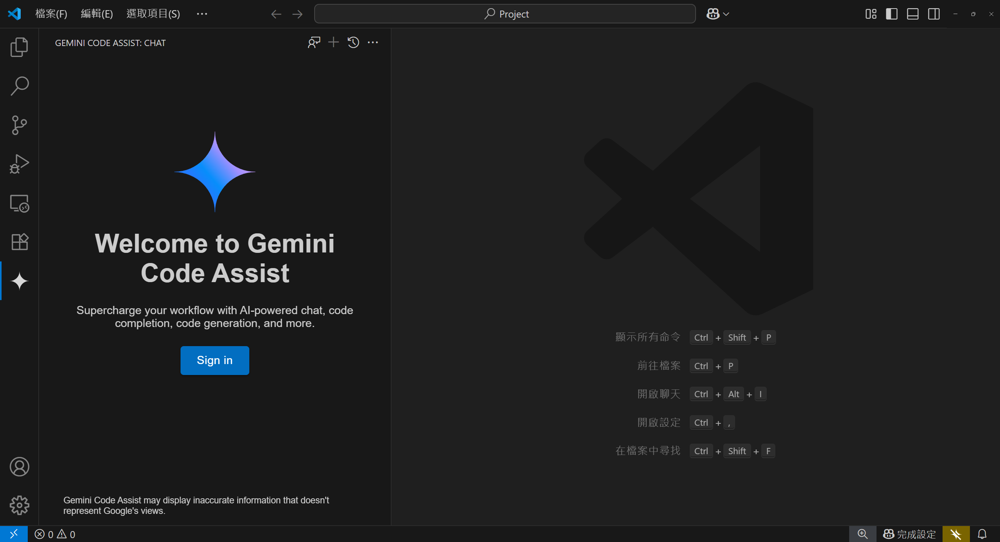 檔案(F) 編輯(E) 選取項目(S) ··· Project
GEMINI CODE ASSIST: CHAT
Welcome to Gemini
Code Assist
Supercharge your workflow with AI-powered chat, code
completion, code generation, and more.
Sign in
Gemini Code Assist may display inaccurate information that doesn't
represent Google's views.
顯示所有命令 Ctrl + Shift + P
前往檔案 Ctrl + P
開啟聊天 Ctrl + Alt + I
開啟設定 Ctrl + ,
在檔案中尋找 Ctrl + Shift + F
0 0 完成設定